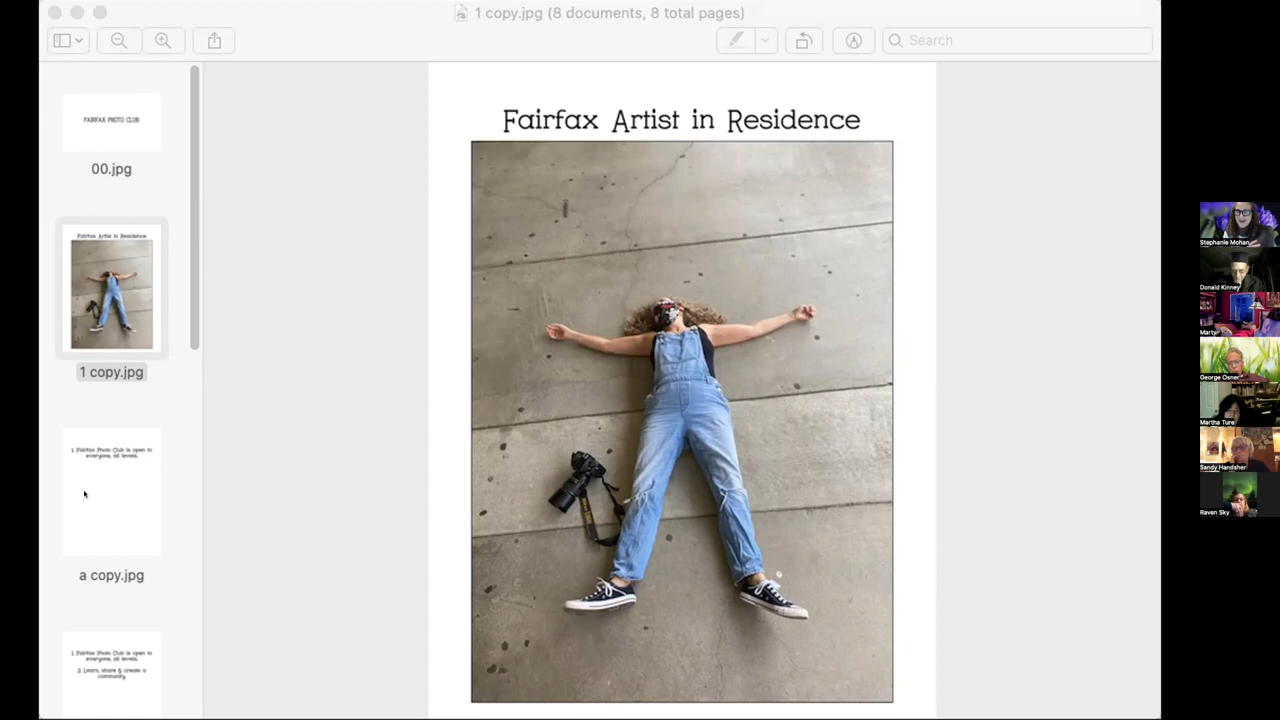 1 copy.jpg (8 documents, 8 total pages)
Search
FAIRFAX PHOTO CLUB
00.jpg
Fairfax Artist in Residence
1 copy.jpg
1. Fairfax Photo Club is open to
everyone, all levels.
a copy.jpg
1. Fairfax Photo Club is open to
everyone, all levels.
2. Learn, share & create a
community.
Fairfax Artist in Residence
Stephanie Mohan
Donald Kinney
Marty
George Osner
Martha Ture
Sandy Handsher
Raven Sky